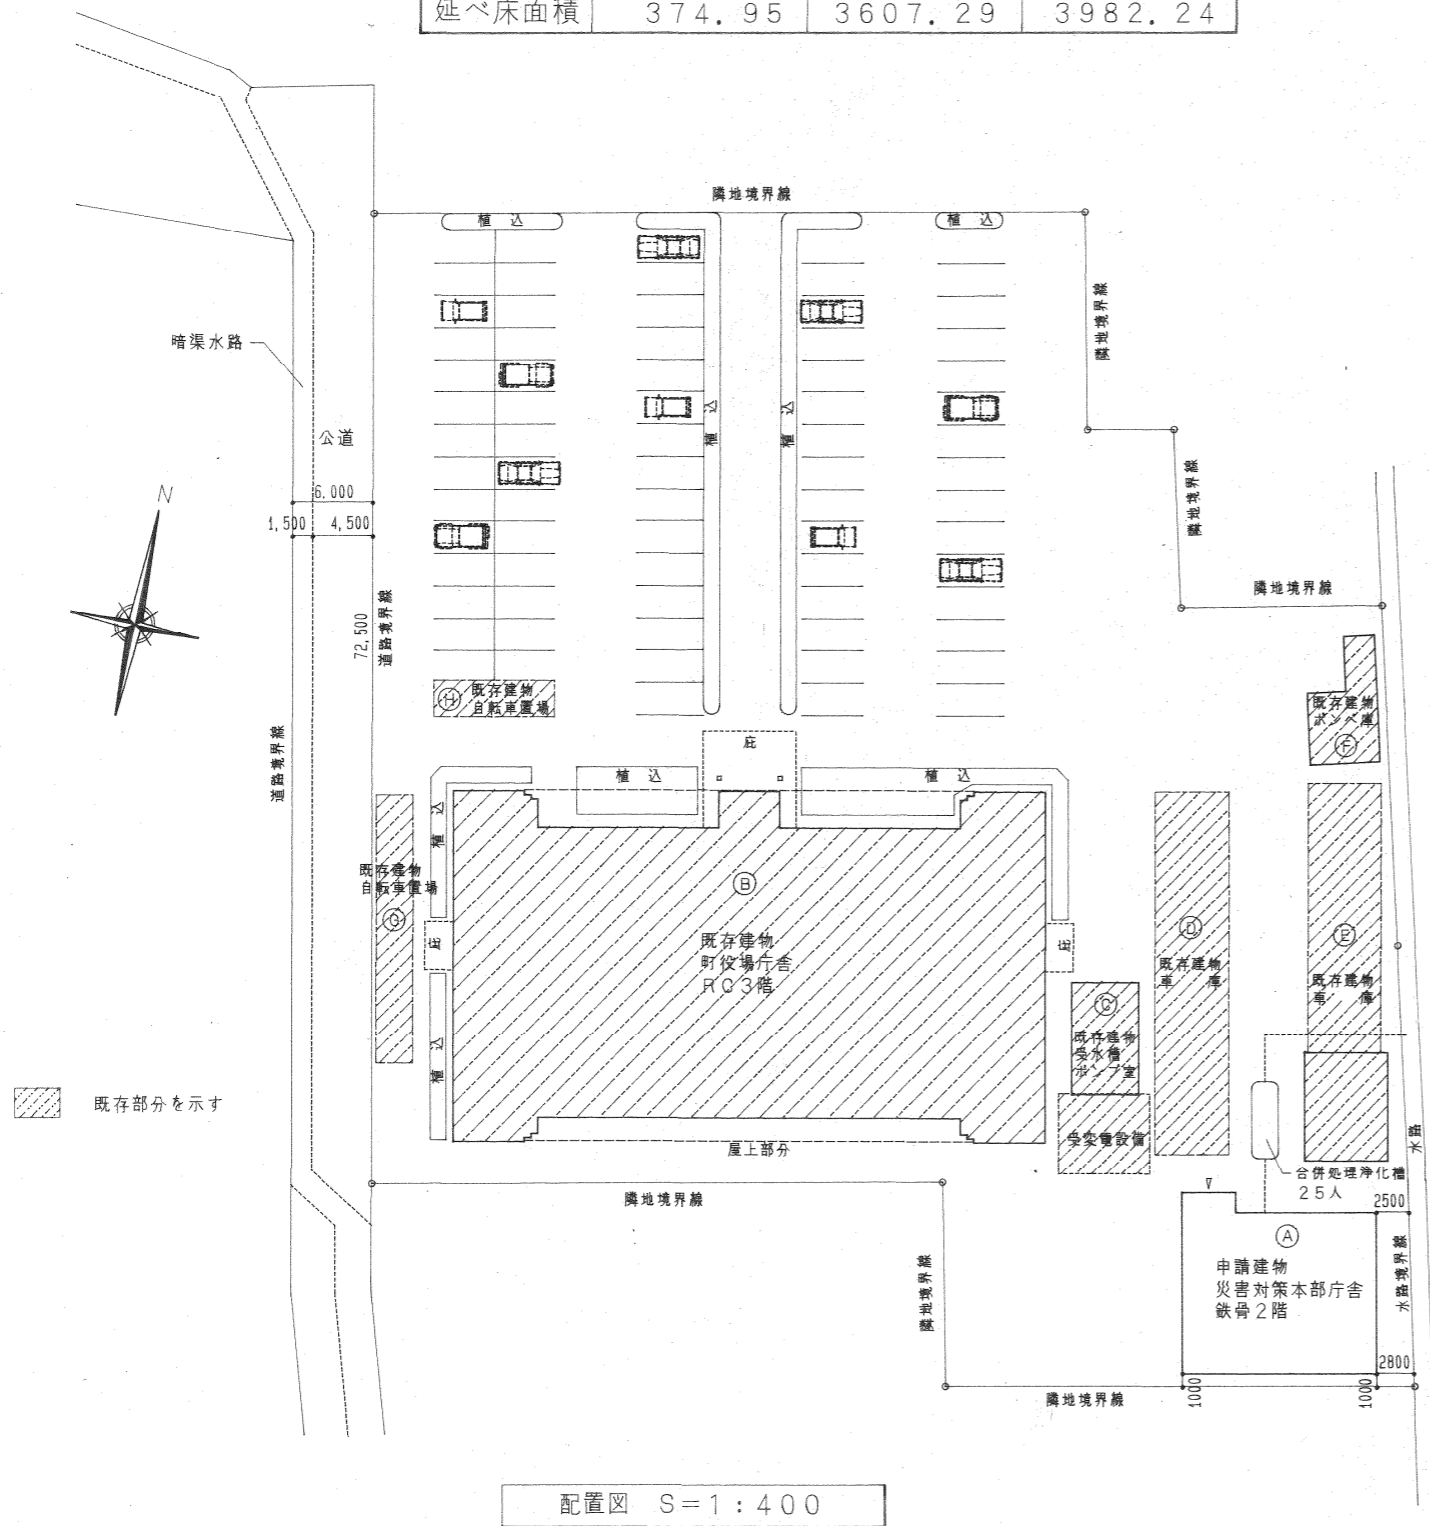 延べ床面積 374.95 3607.29 3982.24
隣地境界線
植 込
植 込
隣地境界線
暗渠水路
植 込
植 込
公道
隣地境界線
6,000
1,500 4,500
N
隣地境界線
72,500
道路境界線
道路境界線
H 既存建物
自転車置場
既存建物
ボンベ庫
F
庇
植 込
植 込
植 込
既存建物
自転車置場
G
B
既存建物
町役場庁舎
RC3階
庇
庇
D
既存建物
車 庫
E
既存建物
車 庫
C
既存建物
受水槽
ポンプ室
植 込
既存部分を示す
受変電設備
屋上部分
水路
合併処理浄化槽
25人
隣地境界線
2500
A
申請建物
災害対策本部庁舎
鉄骨2階
水路境界線
隣地境界線
2800
1000
1000
隣地境界線
配置図 S=1:400